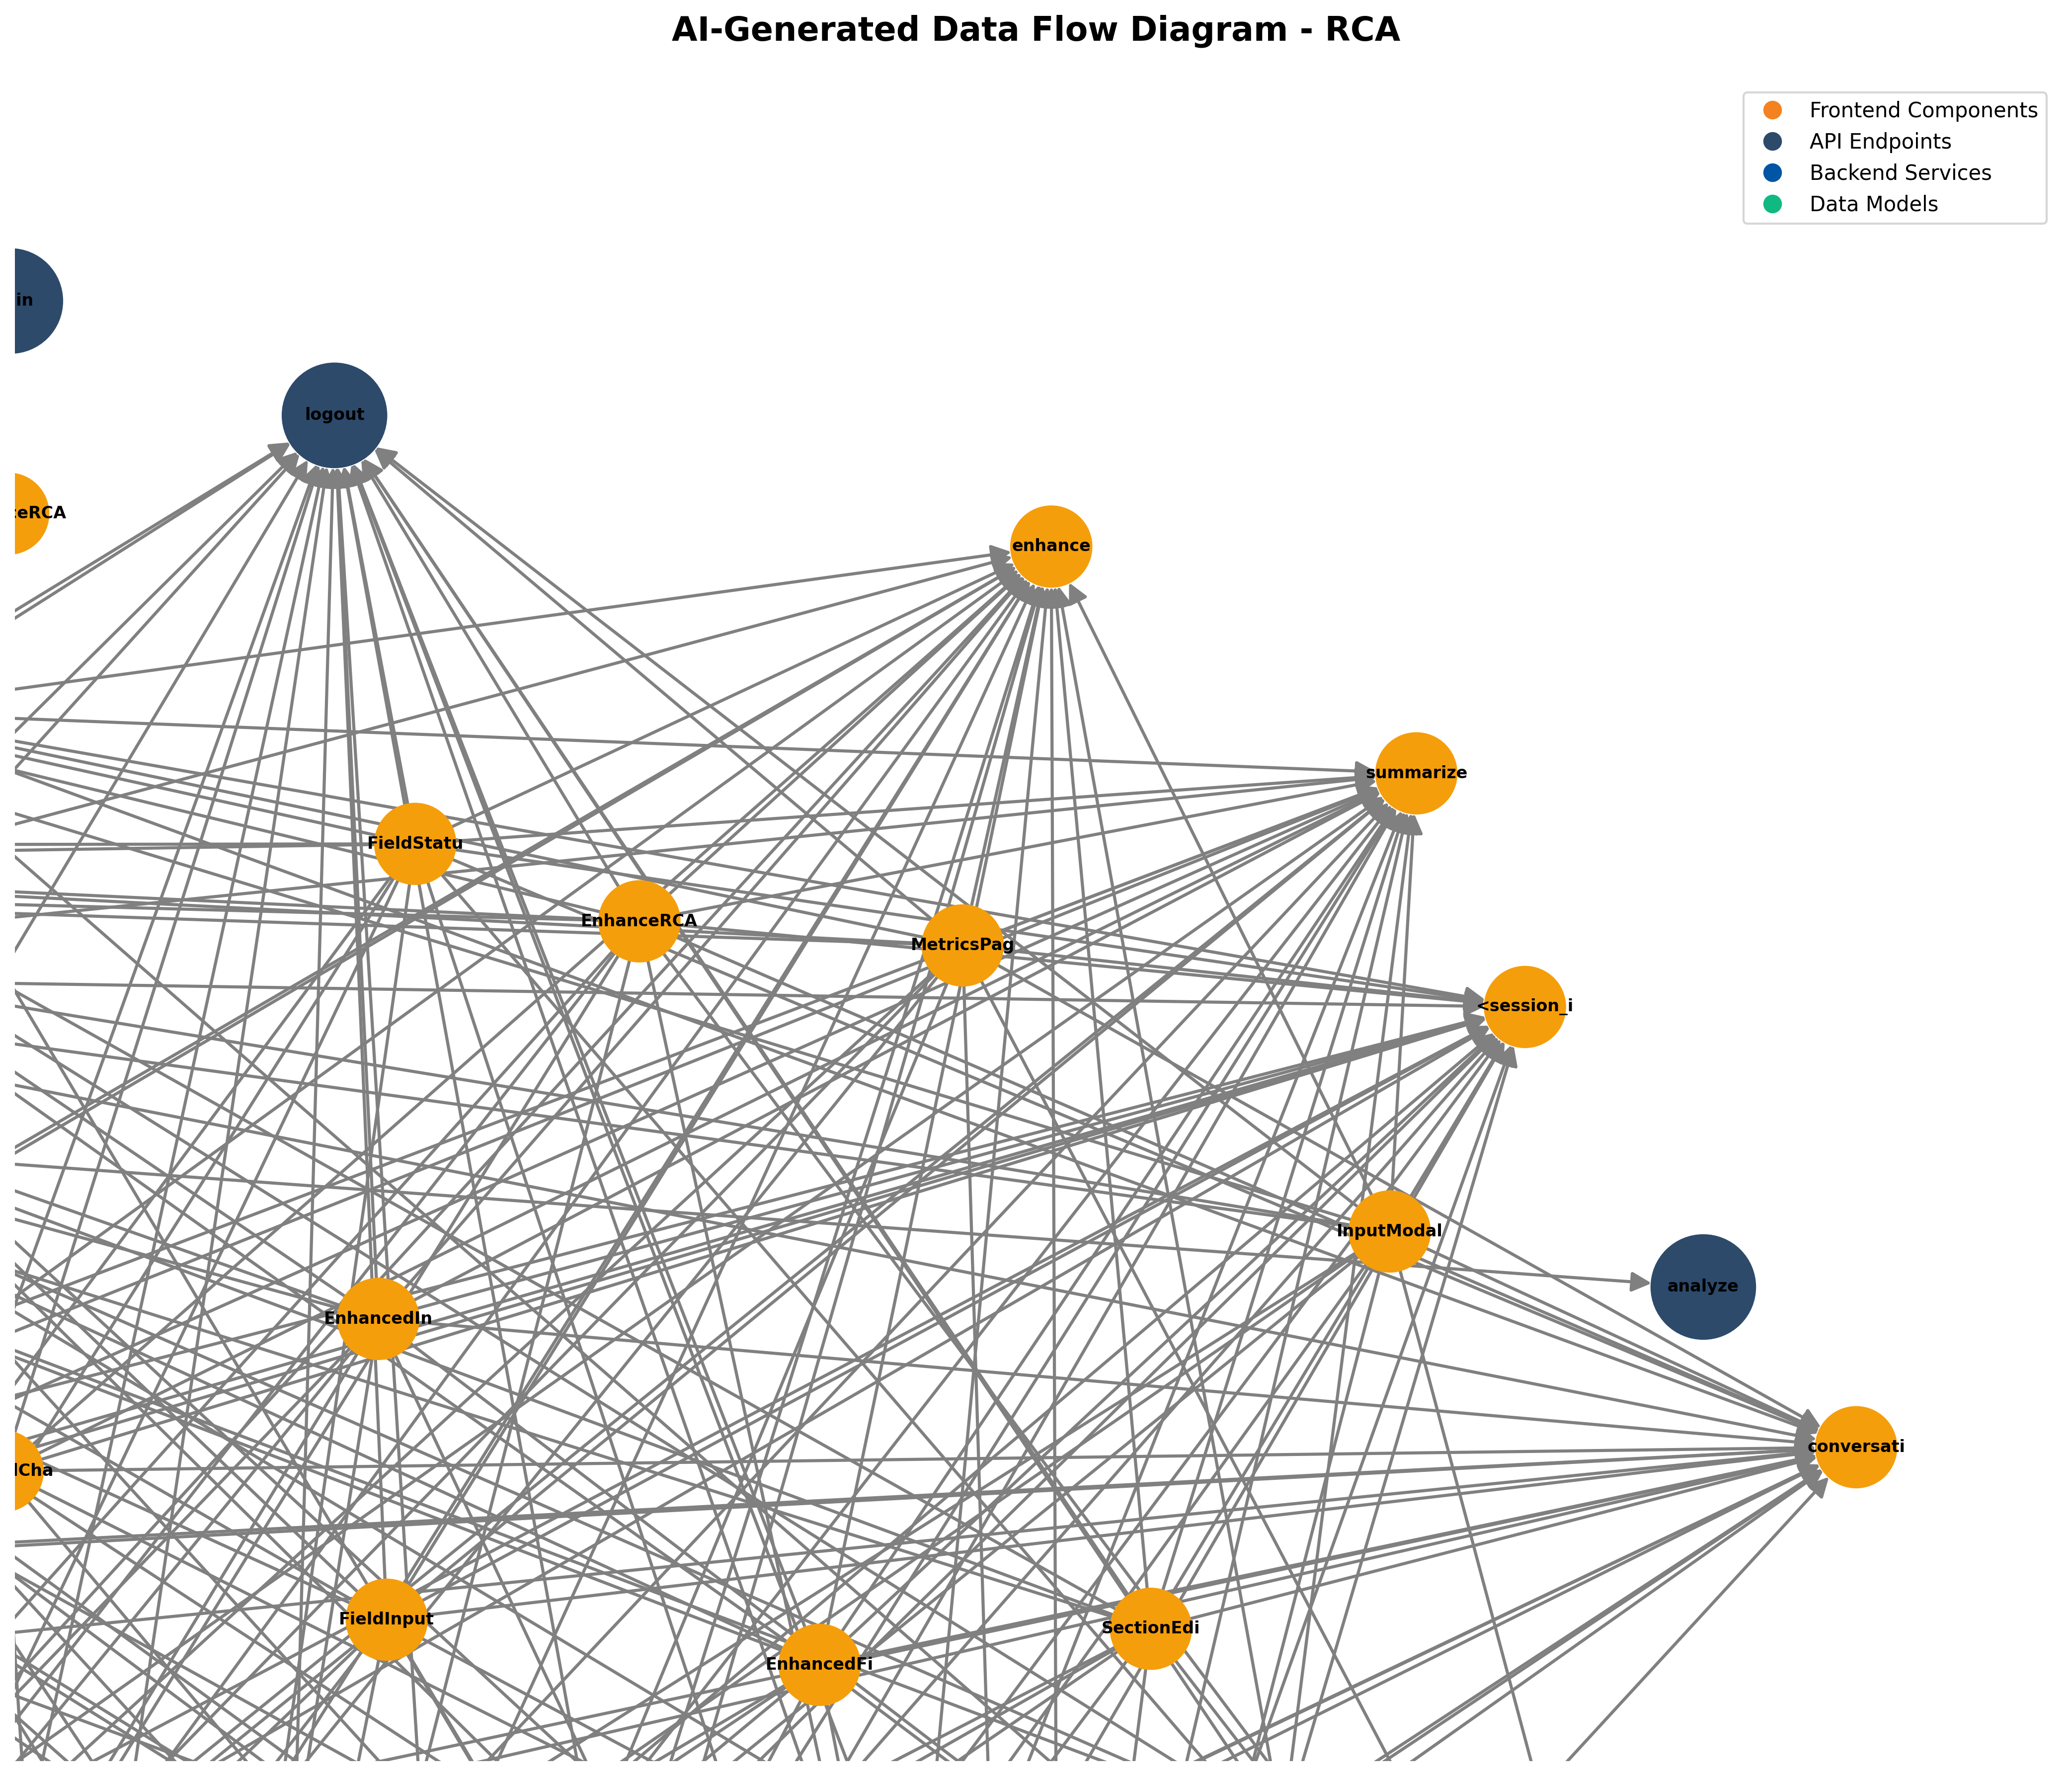 AI-Generated Data Flow Diagram - RCA
Frontend Components
API Endpoints
Backend Services
Data Models
in
logout
eRCA
enhance
summarize
FieldStatu
EnhanceRCA
MetricsPag
<session_i
InputModal
analyze
EnhancedIn
conversati
lCha
FieldInput
SectionEdi
EnhancedFi